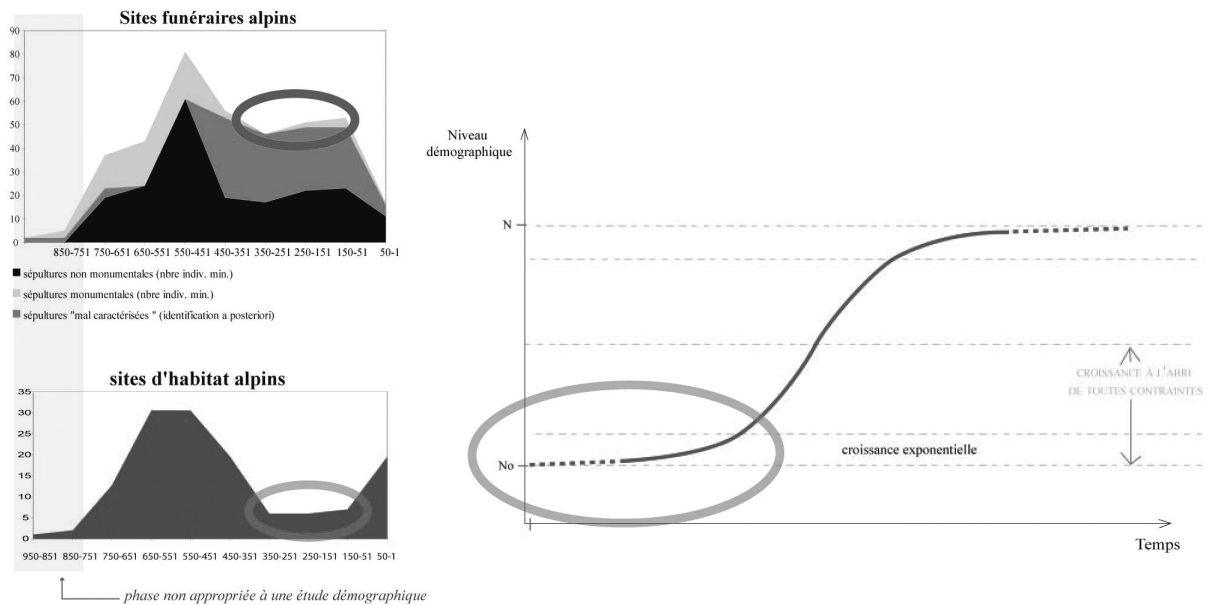 Sites funéraires alpins
90
80
70
60
50
40
30
20
10
0
850-751 750-651 650-551 550-451 450-351 350-251 250-151 150-51 50-1
sépultures non monumentales (nbre indiv. min.)
sépultures monumentales (nbre indiv. min.)
sépultures "mal caractérisées " (identification a posteriori)
sites d'habitat alpins
35
30
25
20
15
10
5
0
950-851 850-751 750-651 650-551 550-451 450-351 350-251 250-151 150-51 50-1
phase non appropriée à une étude démographique
Niveau
démographique
N
CROISSANCE À L'ABRI
DE TOUTES CONTRAINTES
croissance exponentielle
No
Temps